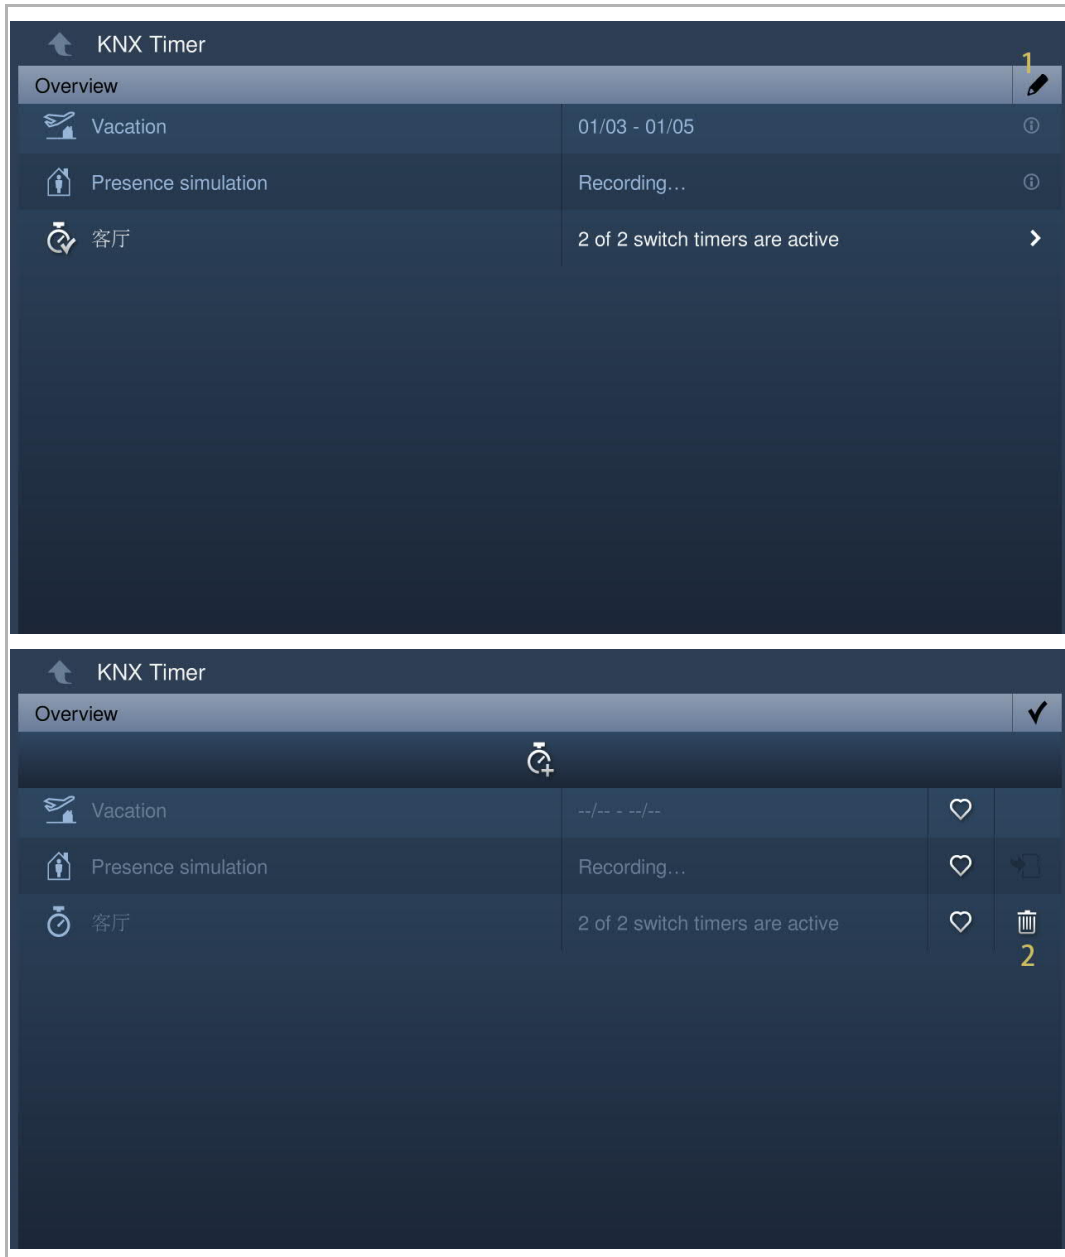 KNX Timer
1
Overview
Vacation 01/03 - 01/05
Presence simulation Recording...
客厅 2 of 2 switch timers are active
KNX Timer
Overview
Vacation --/-- - --/--
Presence simulation Recording...
客厅 2 of 2 switch timers are active
2